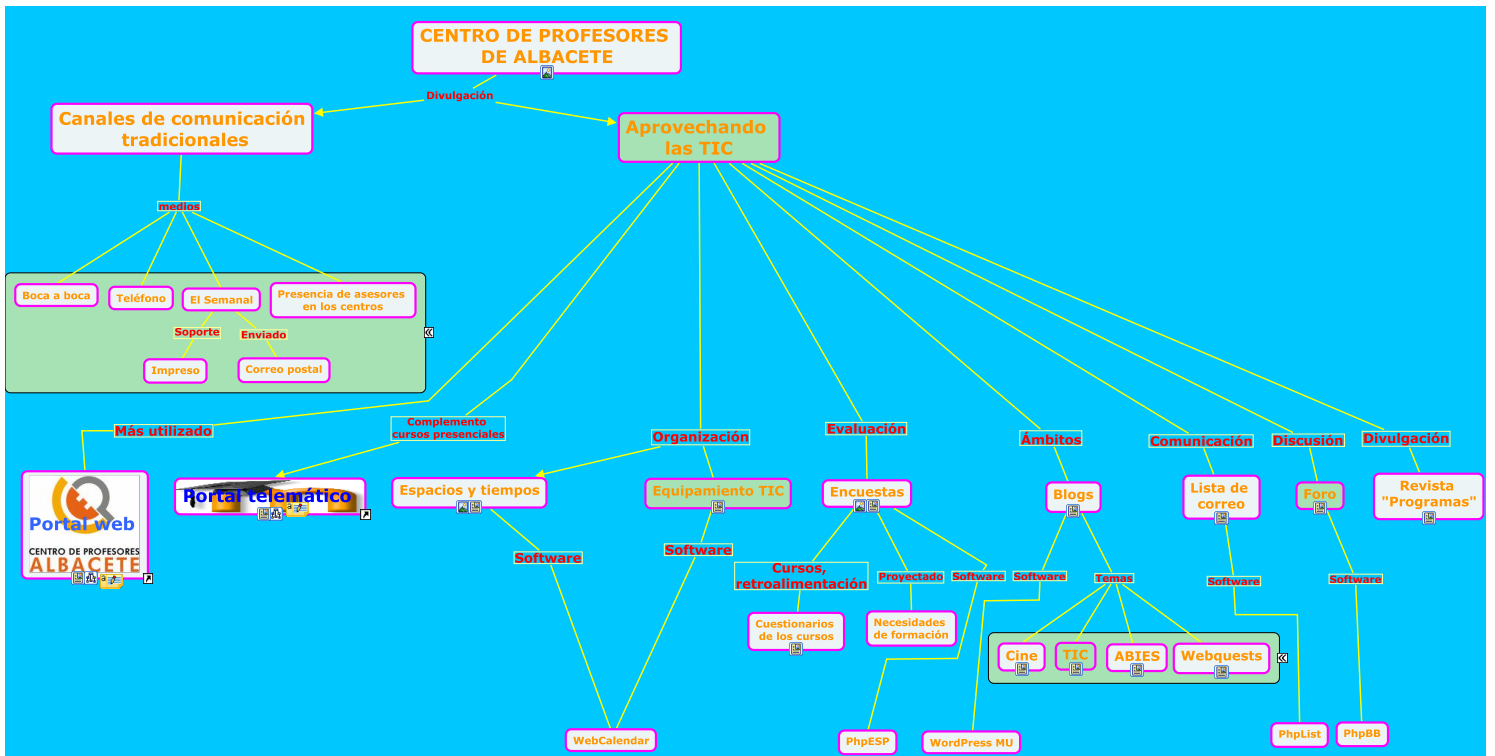 CENTRO DE PROFESORES
DE ALBACETE
Divulgación
Canales de comunicación
tradicionales
Aprovechando
las TIC
medios
Boca a boca
Teléfono
El Semanal
Presencia de asesores
en los centros
Soporte
Enviado
Impreso
Correo postal
Más utilizado
Complemento
cursos presenciales
Organización
Evaluación
Ámbitos
Comunicación
Discusión
Divulgación
Portal web
CENTRO DE PROFESORES
ALBACETE
Portal telemático
Espacios y tiempos
Equipamiento TIC
Encuestas
Blogs
Lista de
correo
Foro
Revista
"Programas"
Software
Software
Cursos,
retroalimentación
Proyectado
Software
Software
Temas
Software
Software
Cuestionarios
de los cursos
Necesidades
de formación
Cine
TIC
ABIES
Webquests
WebCalendar
PhpESP
WordPress MU
PhpList
PhpBB